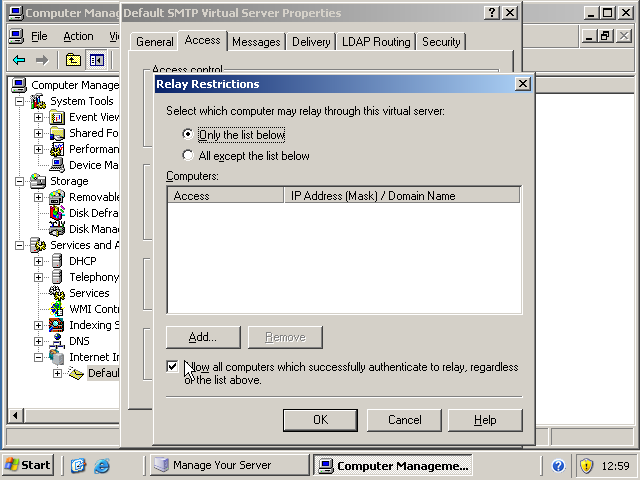 Computer Manag
Default SMTP Virtual Server Properties
File Action
General Access Messages Delivery LDAP Routing Security
Access control
Relay Restrictions
Select which computer may relay through this virtual server:
Only the list below
All except the list below
Computers:
Access IP Address (Mask) / Domain Name
Add... Remove
Allow all computers which successfully authenticate to relay, regardless
of the list above.
OK Cancel Help
Computer Manage
System Tools
Event View
Shared Fo
Performan
Device Ma
Storage
Removable
Disk Defra
Disk Mana
Services and A
DHCP
Telephony
Services
WMI Contr
Indexing S
DNS
Internet In
Defaul
Start Manage Your Server Computer Manageme... 12:59